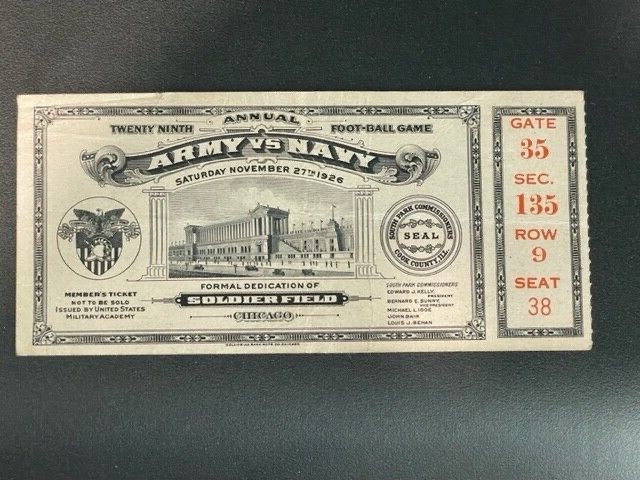 ANNUAL
TWENTY NINTH FOOT-BALL GAME
ARMY VS NAVY
SATURDAY NOVEMBER 27TH 1926
SOUTH PARK COMMISSIONERS
SEAL
COOK COUNTY ILL.
MEMBER'S TICKET
NOT TO BE SOLD
ISSUED BY UNITED STATES
MILITARY ACADEMY
FORMAL DEDICATION OF
SOLDIER FIELD
CHICAGO
SOUTH PARK COMMISSIONERS
EDWARD J. KELLY,
PRESIDENT
BERNARD E. SUNNY,
VICE PRESIDENT
MICHAEL L. IGOE
JOHN BAIN
LOUIS J. BEHAN
GATE
35
SEC.
135
ROW
9
SEAT
38